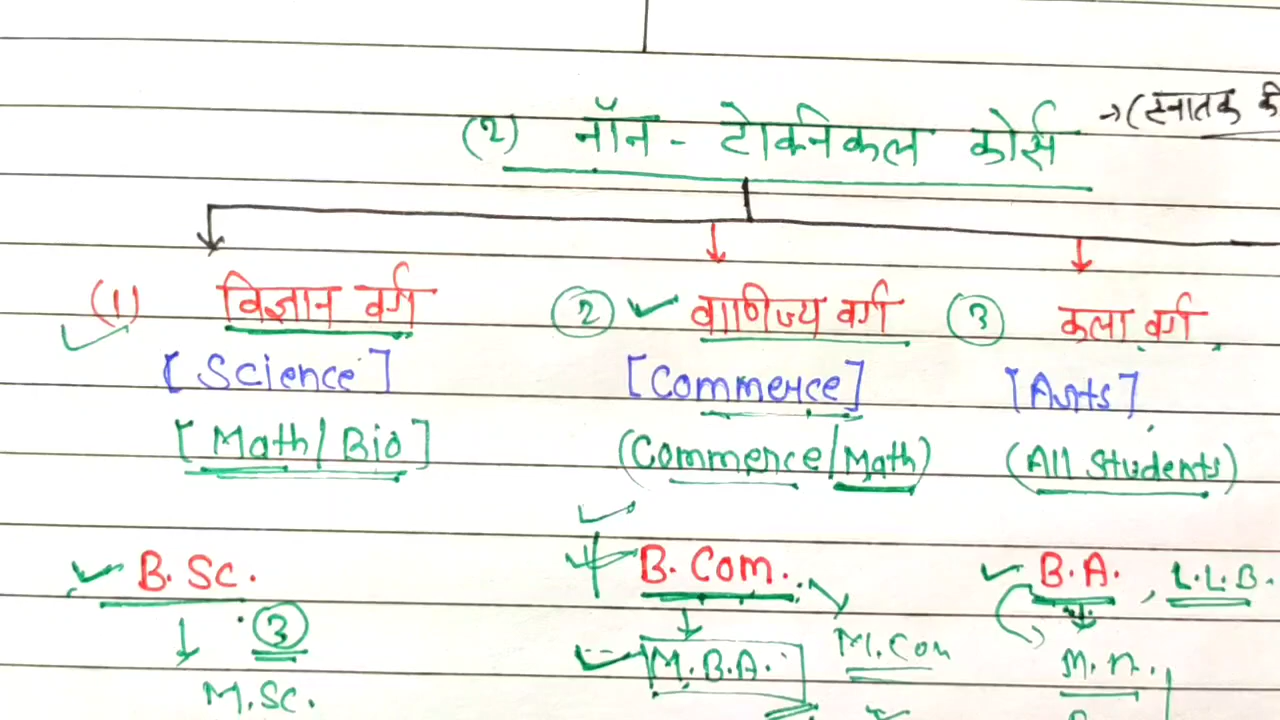 →(स्नातक की
(२) नॉन - टेक्निकल कोर्स
(1) विज्ञान वर्ग ② वाणिज्य वर्ग ③ कला वर्ग
[Science] [Commerce] [Arts]
[Math/Bio] (Commerce/Math) (All Students)
B. Sc. B. Com. B.A. , L.L.B.
③
M.Sc. M.B.A. M.Com